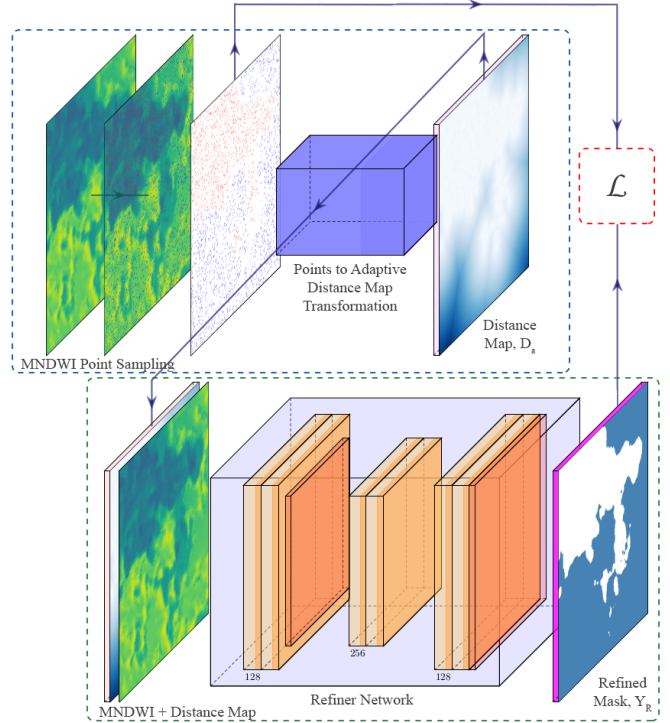 ℒ
Points to Adaptive
Distance Map
Transformation
Distance
Map, Dₐ
MNDWI Point Sampling
128
256
128
Refiner Network
MNDWI + Distance Map
Refined
Mask, Y_R